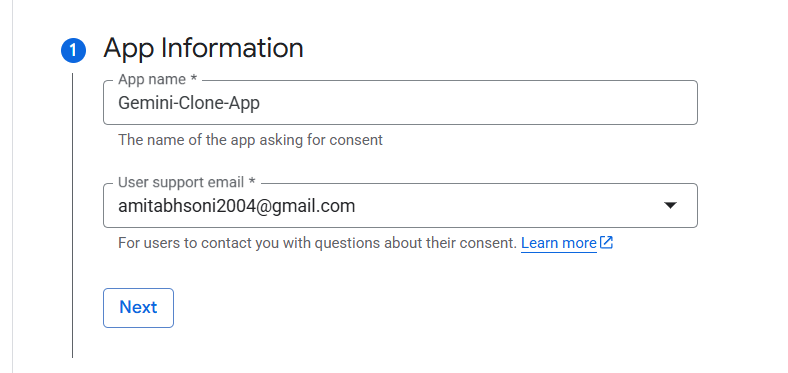 1 App Information
App name *
Gemini-Clone-App
The name of the app asking for consent
User support email *
amitabhsoni2004@gmail.com
For users to contact you with questions about their consent. Learn more
Next